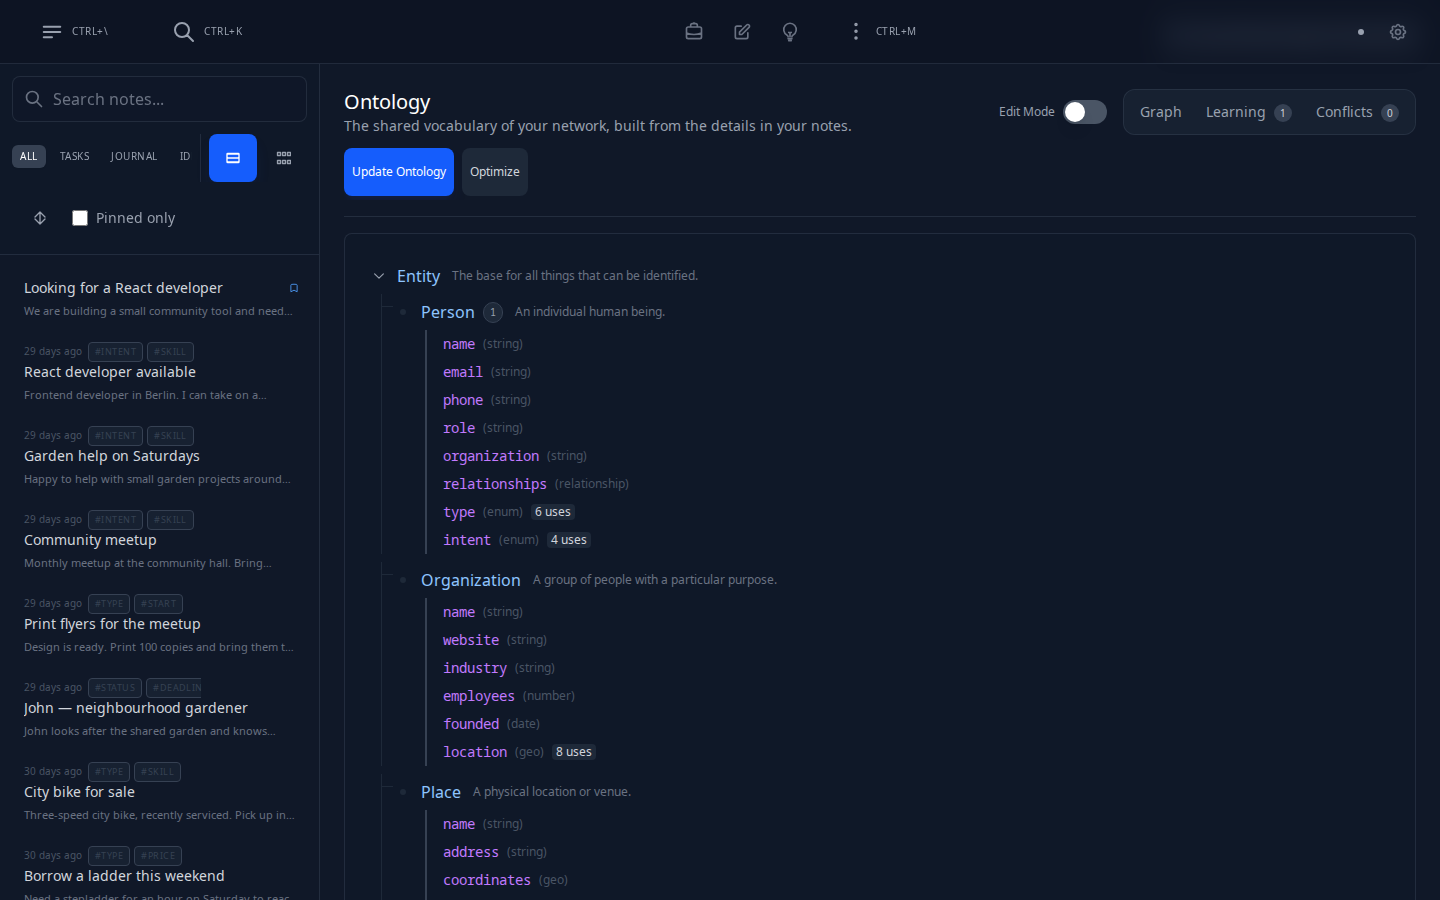 CTRL+\
CTRL+K
CTRL+M
Search notes...
ALL
TASKS
JOURNAL
ID
Pinned only
Looking for a React developer
We are building a small community tool and need...
29 days ago #INTENT #SKILL
React developer available
Frontend developer in Berlin. I can take on a...
29 days ago #INTENT #SKILL
Garden help on Saturdays
Happy to help with small garden projects around...
29 days ago #INTENT #SKILL
Community meetup
Monthly meetup at the community hall. Bring...
29 days ago #TYPE #START
Print flyers for the meetup
Design is ready. Print 100 copies and bring them t...
29 days ago #STATUS #DEADLIN
John — neighbourhood gardener
John looks after the shared garden and knows...
30 days ago #TYPE #SKILL
City bike for sale
Three-speed city bike, recently serviced. Pick up in...
30 days ago #TYPE #PRICE
Borrow a ladder this weekend
Need a stepladder for an hour on Saturday to reac...
Ontology
The shared vocabulary of your network, built from the details in your notes.
Edit Mode
Graph
Learning 1
Conflicts 0
Update Ontology
Optimize
Entity The base for all things that can be identified.
Person 1 An individual human being.
name (string)
email (string)
phone (string)
role (string)
organization (string)
relationships (relationship)
type (enum) 6 uses
intent (enum) 4 uses
Organization A group of people with a particular purpose.
name (string)
website (string)
industry (string)
employees (number)
founded (date)
location (geo) 8 uses
Place A physical location or venue.
name (string)
address (string)
coordinates (geo)